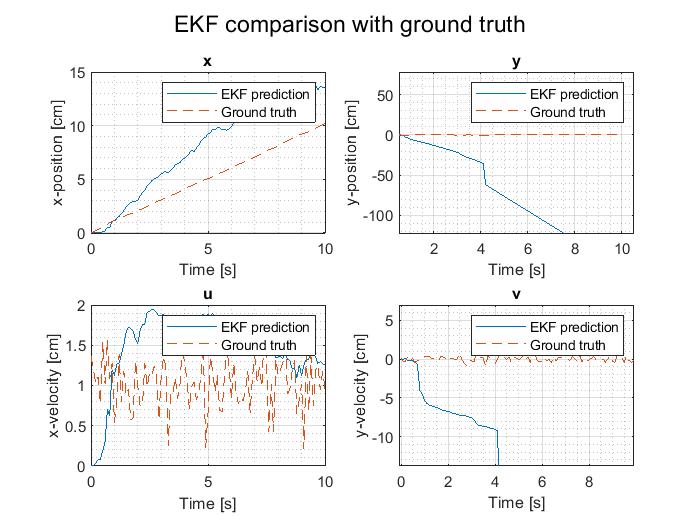 EKF comparison with ground truth
x
15
10
5
0
x-position [cm]
EKF prediction
Ground truth
0 5 10
Time [s]
y
50
0
-50
-100
y-position [cm]
EKF prediction
Ground truth
2 4 6 8 10
Time [s]
u
2
1.5
1
0.5
0
x-velocity [cm]
EKF prediction
Ground truth
0 5 10
Time [s]
v
5
0
-5
-10
y-velocity [cm]
EKF prediction
Ground truth
0 2 4 6 8
Time [s]